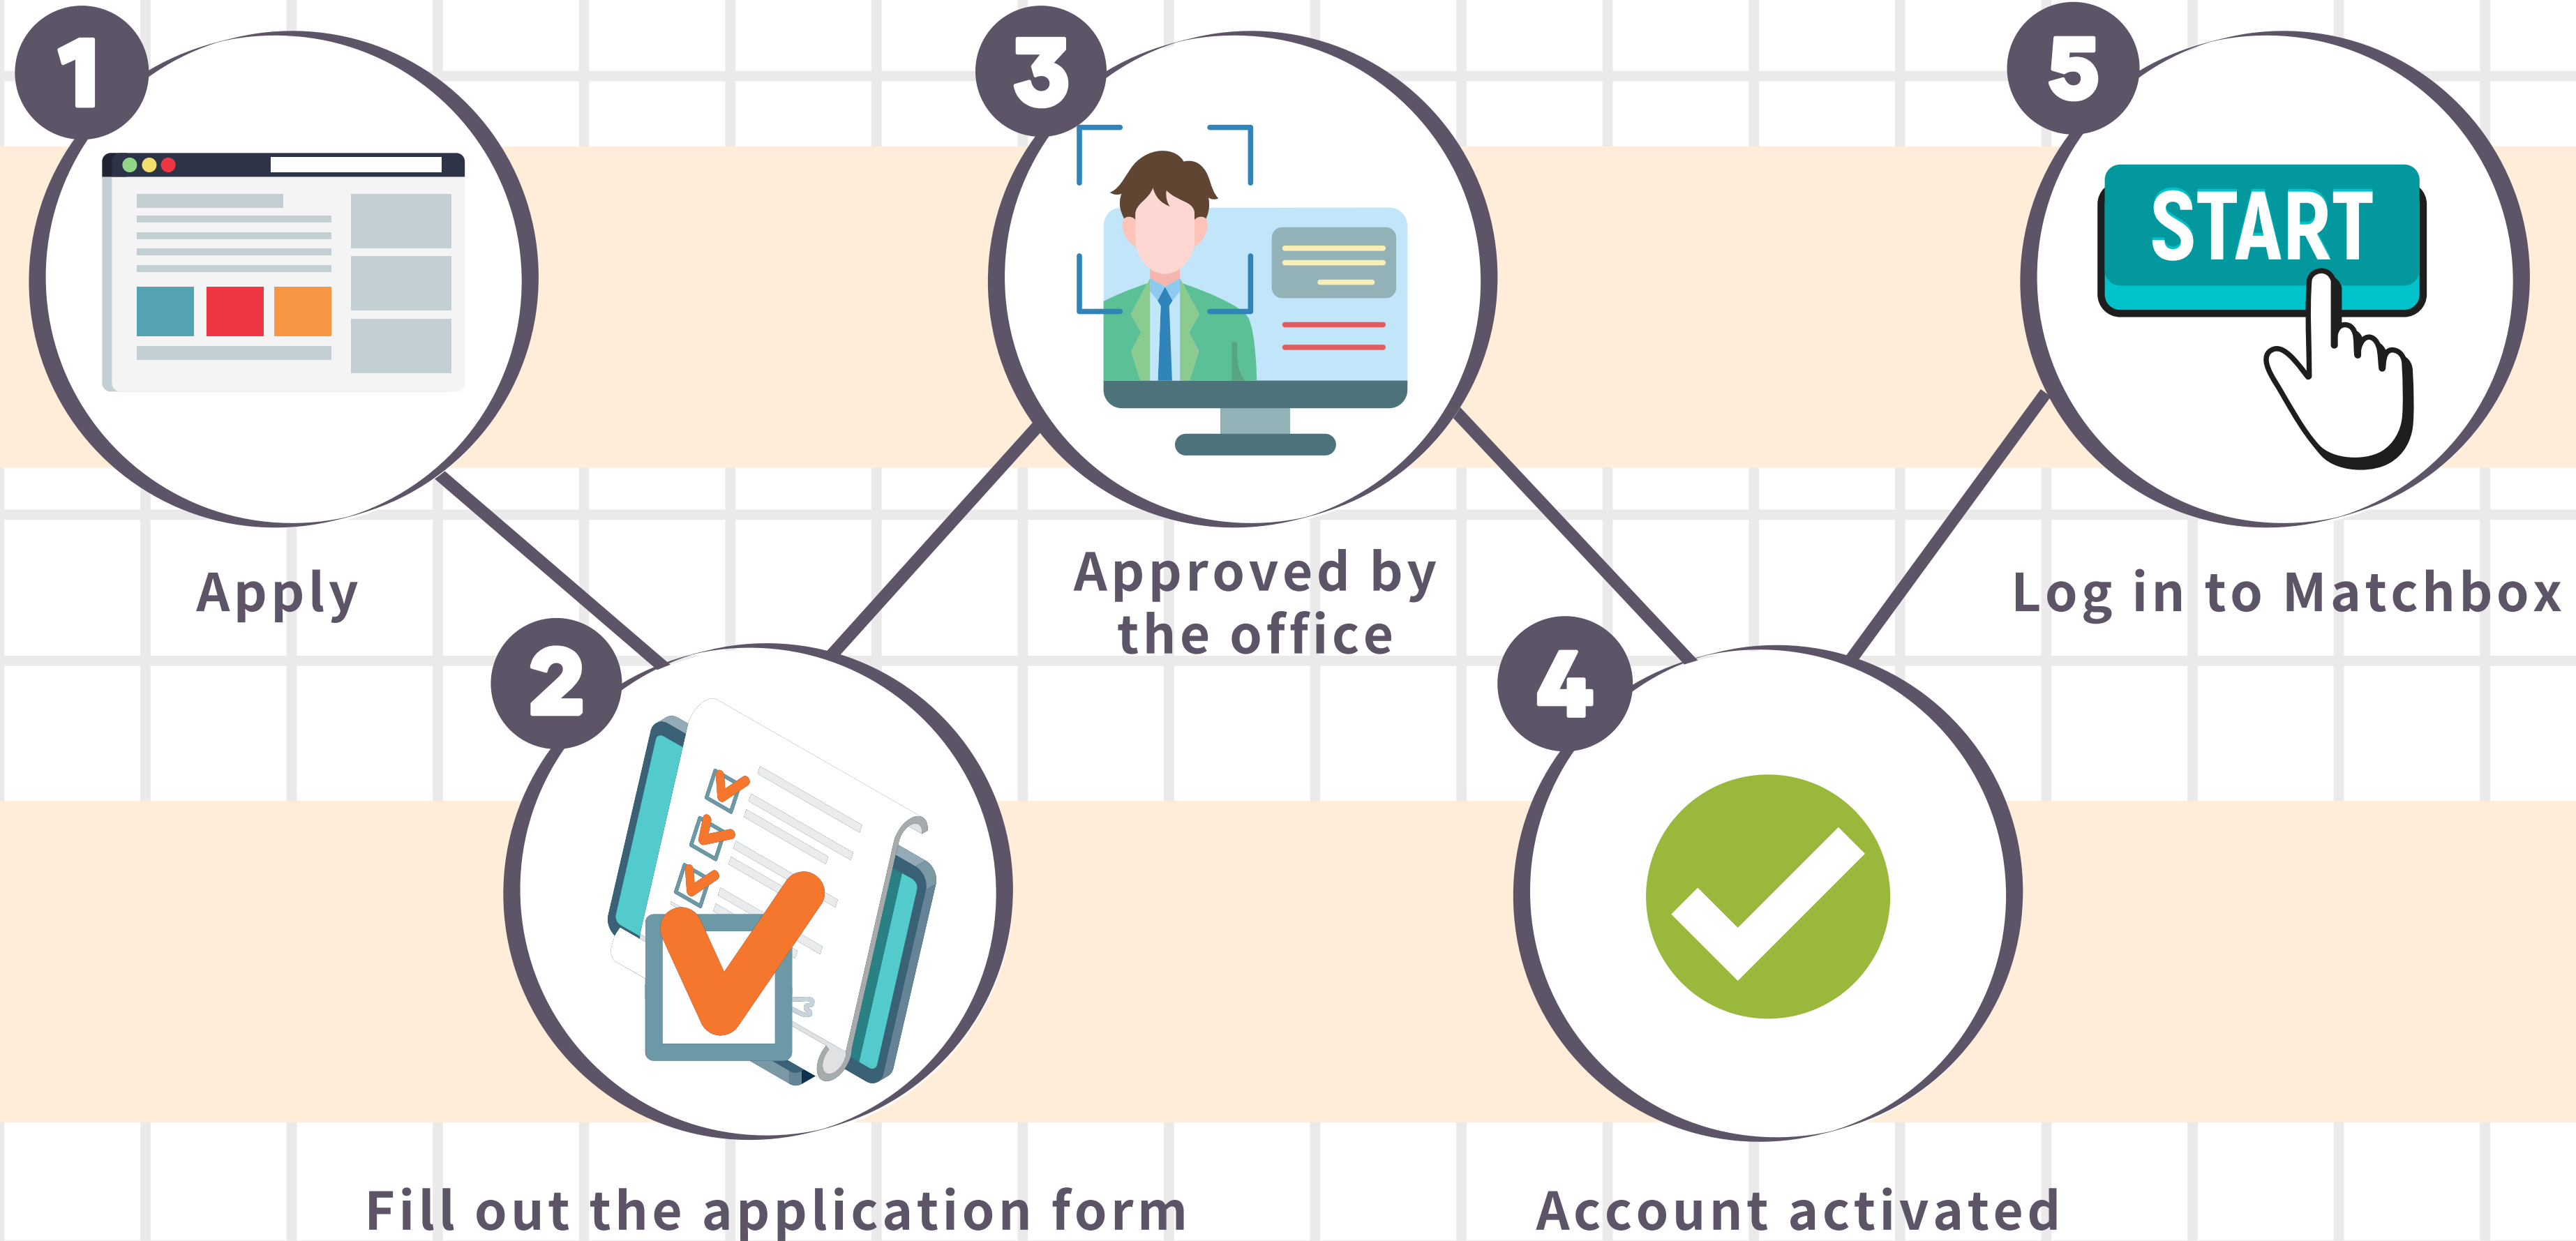 1
Apply
2
Fill out the application form
3
Approved by
the office
4
Account activated
5
START
Log in to Matchbox